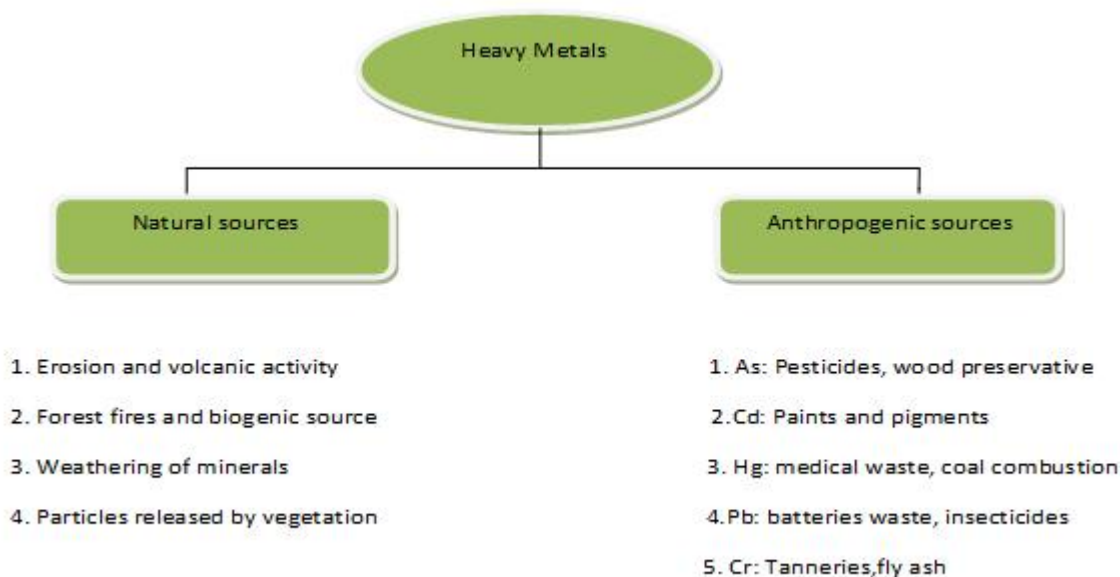 Heavy Metals
Natural sources
Anthropogenic sources
1. Erosion and volcanic activity
2. Forest fires and biogenic source
3. Weathering of minerals
4. Particles released by vegetation
1. As: Pesticides, wood preservative
2.Cd: Paints and pigments
3. Hg: medical waste, coal combustion
4.Pb: batteries waste, insecticides
5. Cr: Tanneries,fly ash